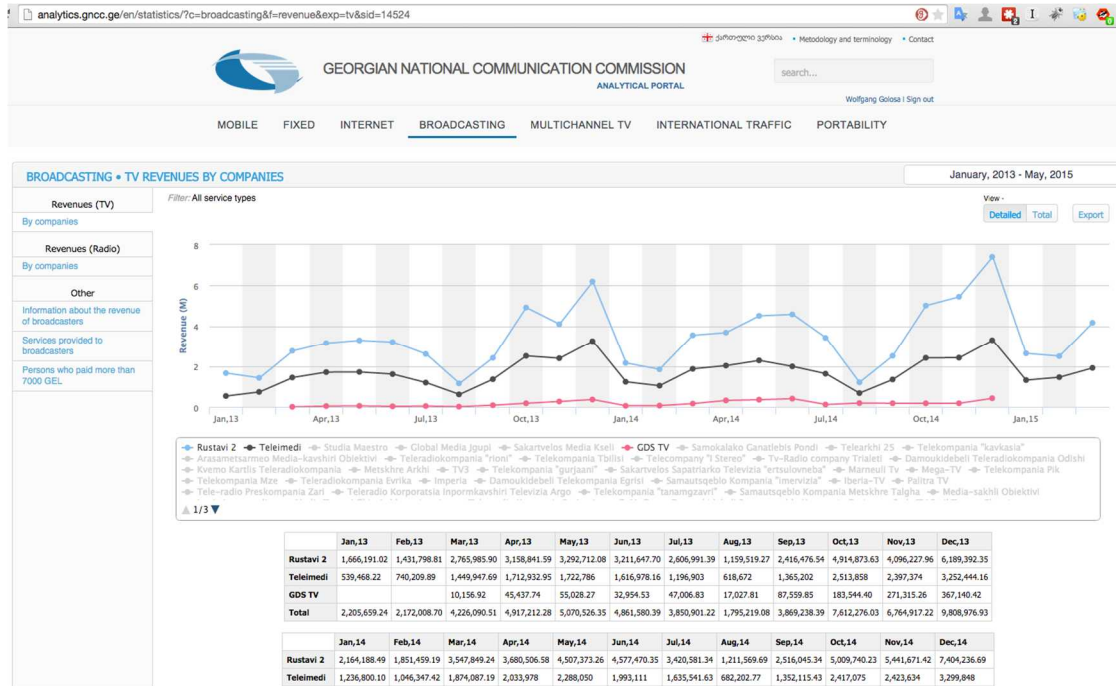 analytics.gncc.ge/en/statistics/?c=broadcasting&f=revenue&exp=tv&sid=14524
ქართული ვერსია • Metodology and terminology • Contact
GEORGIAN NATIONAL COMMUNICATION COMMISSION
ANALYTICAL PORTAL
search...
Wolfgang Golosa | Sign out
MOBILE FIXED INTERNET BROADCASTING MULTICHANNEL TV INTERNATIONAL TRAFFIC PORTABILITY
BROADCASTING • TV REVENUES BY COMPANIES
January, 2013 - May, 2015
Revenues (TV)
By companies
Revenues (Radio)
By companies
Other
Information about the revenue
of broadcasters
Services provided to
broadcasters
Persons who paid more than
7000 GEL
Filter: All service types
View -
Detailed Total Export
Revenue (M)
8
6
4
2
0
Jan,13 Apr,13 Jul,13 Oct,13 Jan,14 Apr,14 Jul,14 Oct,14 Jan,15
Rustavi 2 Teleimedi Studia Maestro Global Media Jgupi Sakartvelos Media Kseli GDS TV Samokalako Ganatlebis Pondi Telearkhi 25 Telekompania "kavkasia"
Arasametsarmeo Media-kavshiri Obiektivi Teleradiokompania "rioni" Telekompania Tbilisi Telecompany "3 Stereo" Tv-Radio company Trialeti Damoukidebeli Teleradiokompania Odishi
Kvemo Kartlis Teleradiokompania Metskhre Arkhi TV3 Telekompania "gurjaani" Sakartvelos Sapatriarko Televizia "ertsulovneba" Marneuli Tv Mega-TV Telekompania Pik
Telekompania Mze Teleradiokompania Evrika Imperia Damoukidebeli Telekompania Egrisi Samautsqeblo Kompania "imervizia" Iberia-TV Palitra TV
Tele-radio Preskompania Zari Teleradio Korporatsia Inpormkavshiri Televizia Argo Telekompania "tanamgzavri" Samautsqeblo Kompania Metskhre Talgha Media-sakhli Obiektivi
1/3
Jan,13 Feb,13 Mar,13 Apr,13 May,13 Jun,13 Jul,13 Aug,13 Sep,13 Oct,13 Nov,13 Dec,13
Rustavi 2 1,666,191.02 1,431,798.81 2,765,985.90 3,158,841.59 3,292,712.08 3,211,647.70 2,606,991.39 1,159,519.27 2,416,476.54 4,914,873.63 4,096,227.96 6,189,392.35
Teleimedi 539,468.22 740,209.89 1,449,947.69 1,712,932.95 1,722,786 1,616,978.16 1,196,903 618,672 1,365,202 2,513,858 2,397,374 3,252,444.16
GDS TV 10,156.92 45,437.74 55,028.27 32,954.53 47,006.83 17,027.81 87,559.85 183,544.40 271,315.26 367,140.42
Total 2,205,659.24 2,172,008.70 4,226,090.51 4,917,212.28 5,070,526.35 4,861,580.39 3,850,901.22 1,795,219.08 3,869,238.39 7,612,276.03 6,764,917.22 9,808,976.93
Jan,14 Feb,14 Mar,14 Apr,14 May,14 Jun,14 Jul,14 Aug,14 Sep,14 Oct,14 Nov,14 Dec,14
Rustavi 2 2,164,188.49 1,851,459.19 3,547,849.24 3,680,506.58 4,507,373.26 4,577,470.35 3,420,581.34 1,211,569.69 2,516,045.34 5,009,740.23 5,441,671.42 7,404,236.69
Teleimedi 1,236,800.10 1,046,347.42 1,874,087.19 2,033,978 2,288,050 1,993,111 1,635,541.63 682,202.77 1,352,115.43 2,417,075 2,423,634 3,299,848